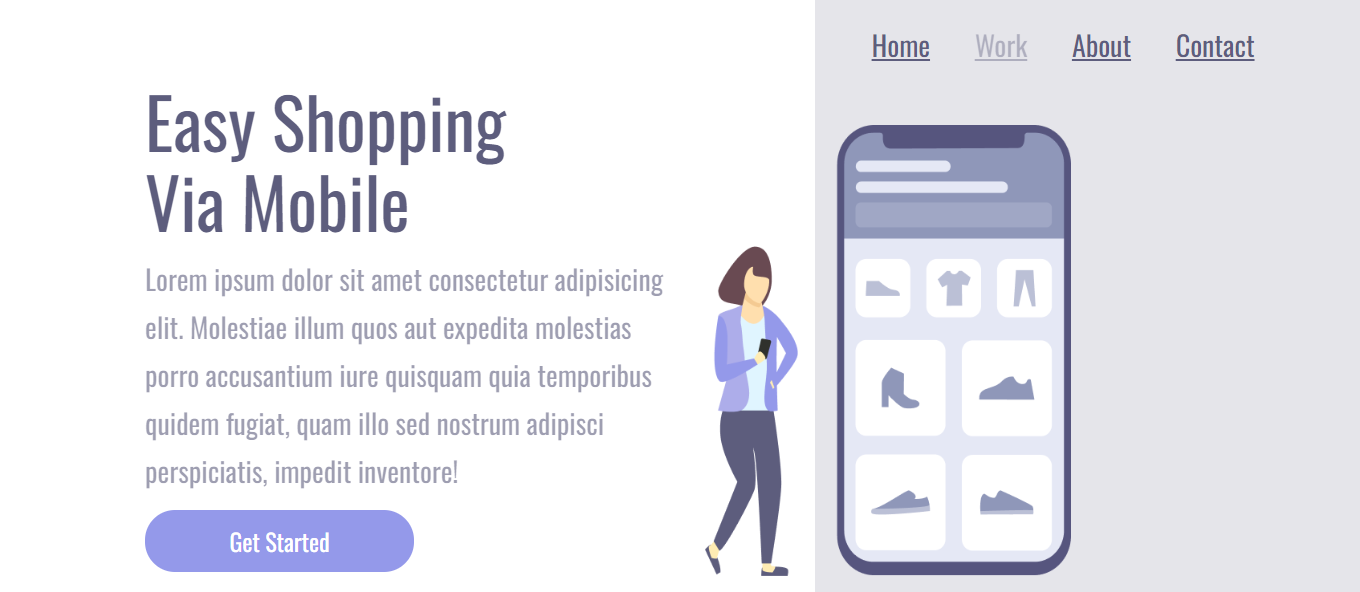 Home Work About Contact
Easy Shopping
Via Mobile
Lorem ipsum dolor sit amet consectetur adipisicing
elit. Molestiae illum quos aut expedita molestias
porro accusantium iure quisquam quia temporibus
quidem fugiat, quam illo sed nostrum adipisci
perspiciatis, impedit inventore!
Get Started